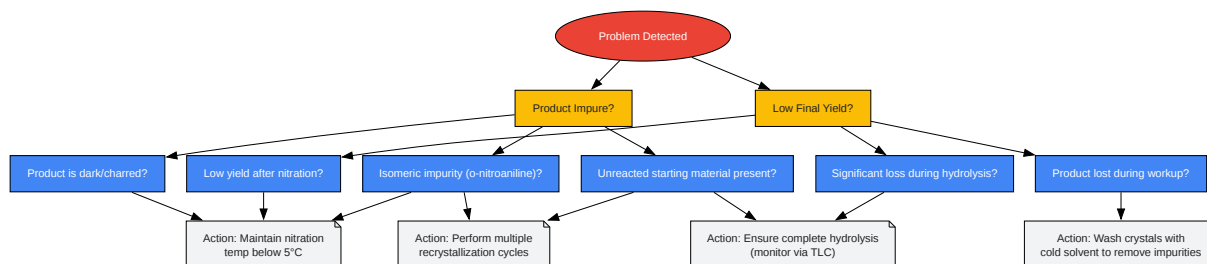 Problem Detected
Product Impure?
Low Final Yield?
Product is dark/charred?
Low yield after nitration?
Isomeric impurity (o-nitroaniline)?
Unreacted starting material present?
Significant loss during hydrolysis?
Product lost during workup?
Action: Maintain nitration
temp below 5°C
Action: Perform multiple
recrystallization cycles
Action: Ensure complete hydrolysis
(monitor via TLC)
Action: Wash crystals with
cold solvent to remove impurities